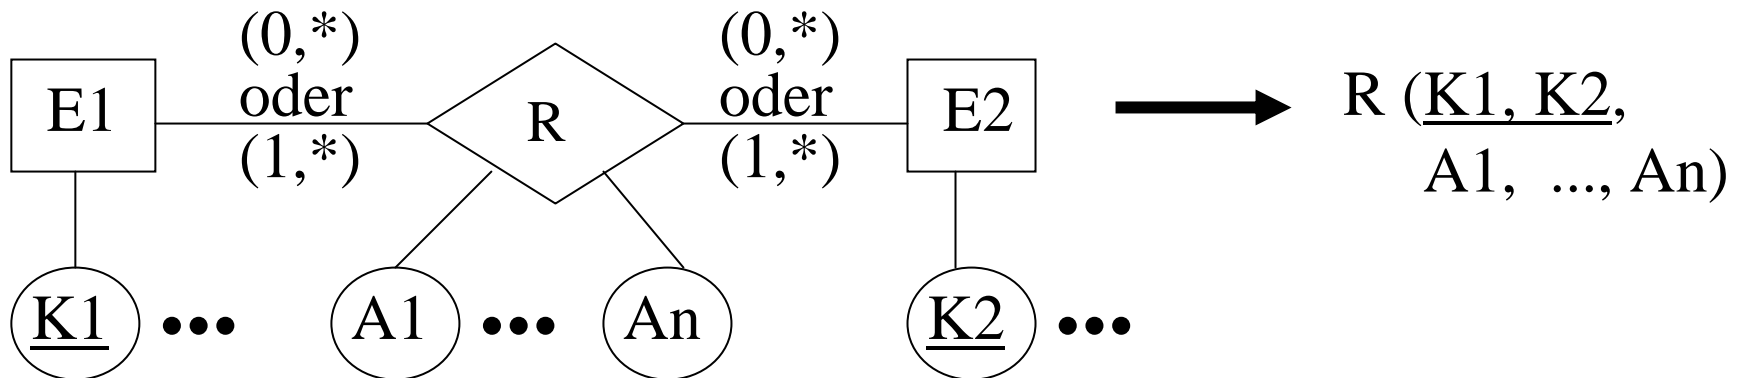 (0,*)
oder
(1,*)
(0,*)
oder
(1,*)
E1
R
E2
R (K1, K2,
A1, ..., An)
K1 ●●● A1 ●●● An K2 ●●●